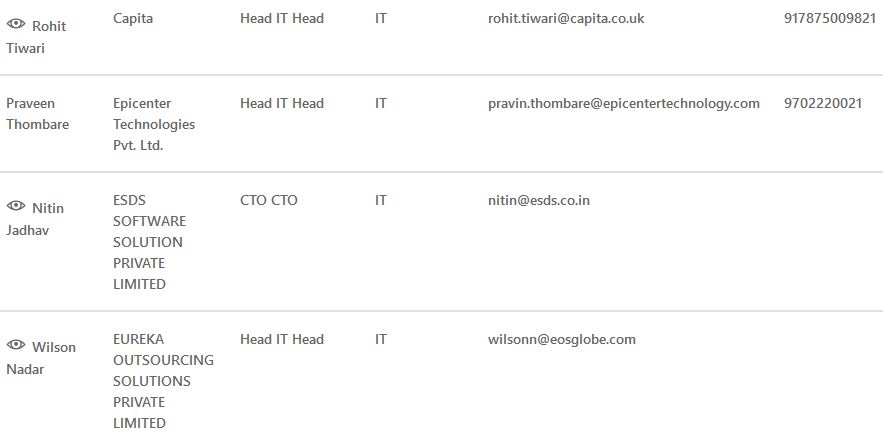 Rohit Tiwari Capita Head IT Head IT rohit.tiwari@capita.co.uk 917875009821
Praveen Thombare Epicenter Technologies Pvt. Ltd. Head IT Head IT pravin.thombare@epicentertechnology.com 9702220021
Nitin Jadhav ESDS SOFTWARE SOLUTION PRIVATE LIMITED CTO CTO IT nitin@esds.co.in
Wilson Nadar EUREKA OUTSOURCING SOLUTIONS PRIVATE LIMITED Head IT Head IT wilsonn@eosglobe.com